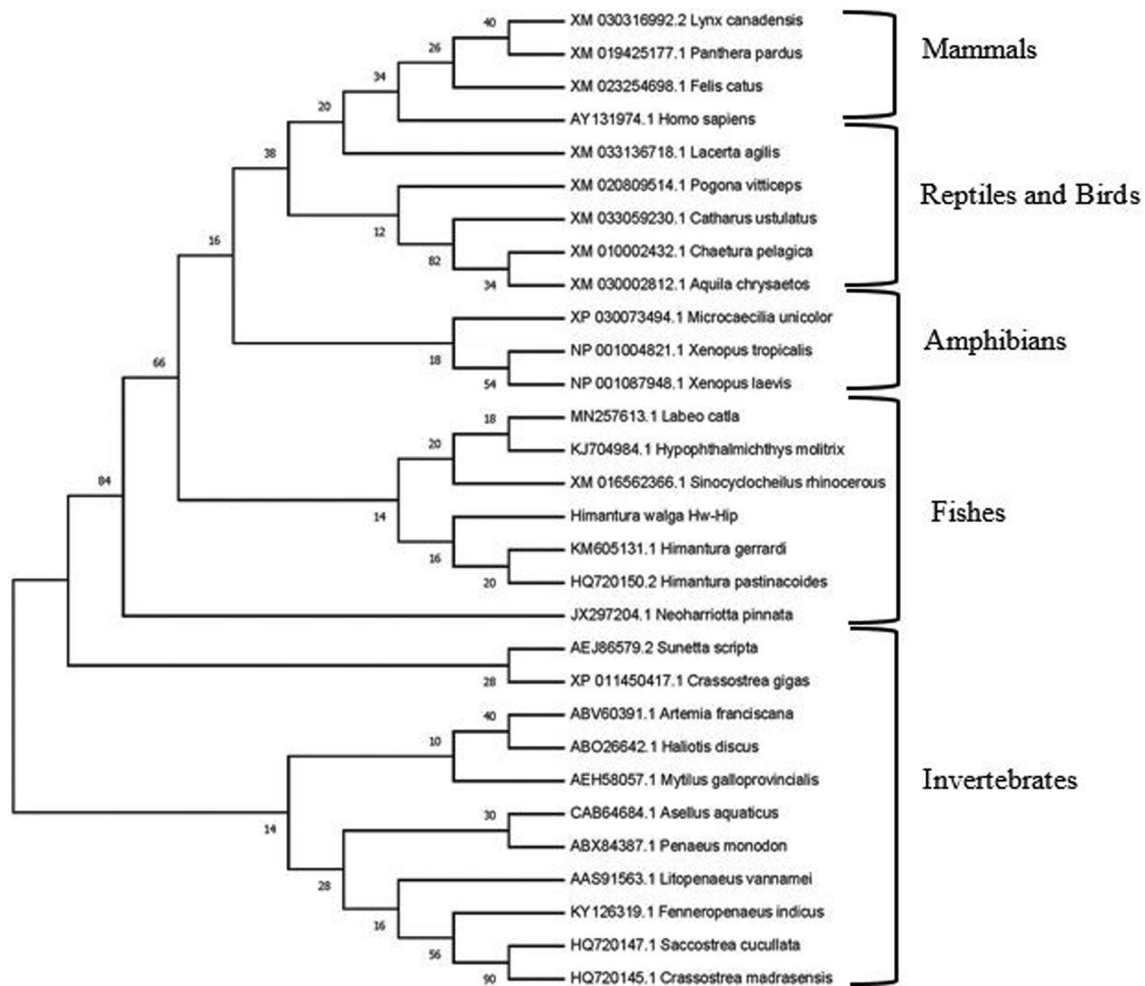 40
XM 030316992.2 Lynx canadensis
26
XM 019425177.1 Panthera pardus
34
XM 023254698.1 Felis catus
Mammals
20
AY131974.1 Homo sapiens
38
XM 033136718.1 Lacerta agilis
XM 020809514.1 Pogona vitticeps
12
XM 033059230.1 Catharus ustulatus
82
XM 010002432.1 Chaetura pelagica
34
XM 030002812.1 Aquila chrysaetos
Reptiles and Birds
16
XP 030073494.1 Microcaecilia unicolor
18
NP 001004821.1 Xenopus tropicalis
54
NP 001087948.1 Xenopus laevis
Amphibians
66
18
MN257613.1 Labeo catla
20
KJ704984.1 Hypophthalmichthys molitrix
XM 016562366.1 Sinocyclocheilus rhinocerous
14
Himantura walga Hw-Hip
16
KM605131.1 Himantura gerrardi
20
HQ720150.2 Himantura pastinacoides
84
JX297204.1 Neoharriotta pinnata
Fishes
AEJ86579.2 Sunetta scripta
28
XP 011450417.1 Crassostrea gigas
40
ABV60391.1 Artemia franciscana
10
ABO26642.1 Haliotis discus
AEH58057.1 Mytilus galloprovincialis
14
30
CAB64684.1 Asellus aquaticus
ABX84387.1 Penaeus monodon
28
AAS91563.1 Litopenaeus vannamei
16
KY126319.1 Fenneropenaeus indicus
56
HQ720147.1 Saccostrea cucullata
90
HQ720145.1 Crassostrea madrasensis
Invertebrates